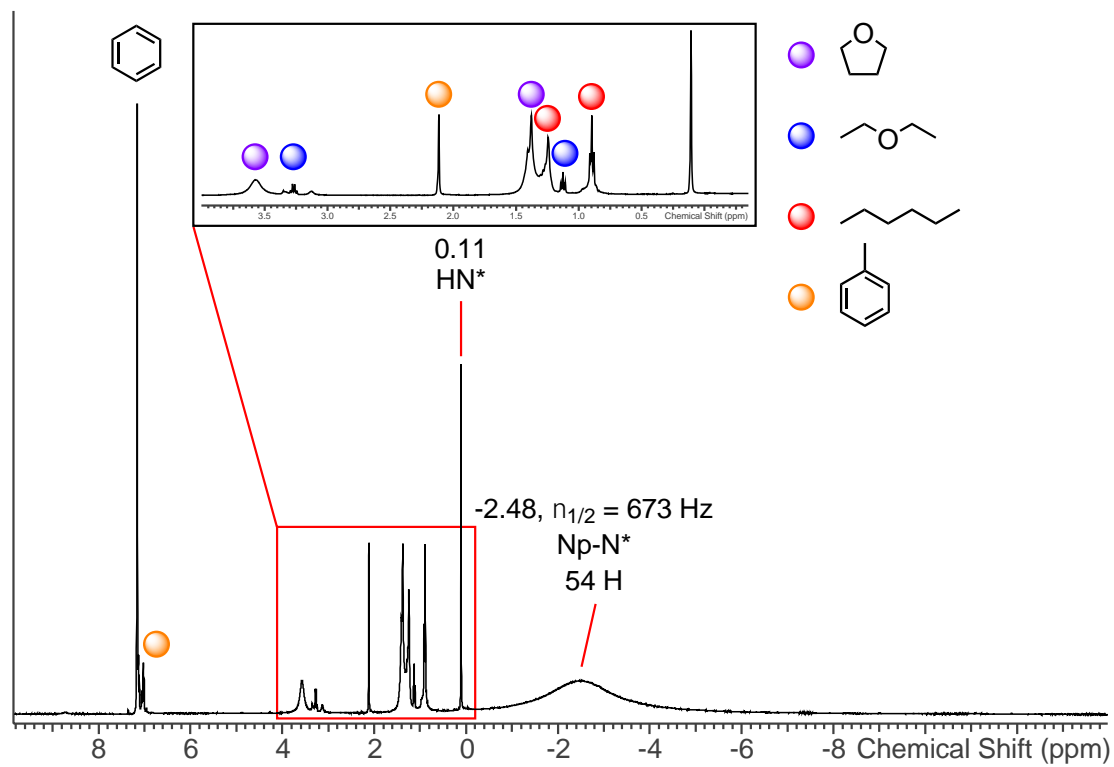 O
3.5 3.0 2.5 2.0 1.5 1.0 0.5 Chemical Shift (ppm)
O
0.11
HN*
-2.48, n1/2 = 673 Hz
Np-N*
54 H
8 6 4 2 0 -2 -4 -6 -8 Chemical Shift (ppm)